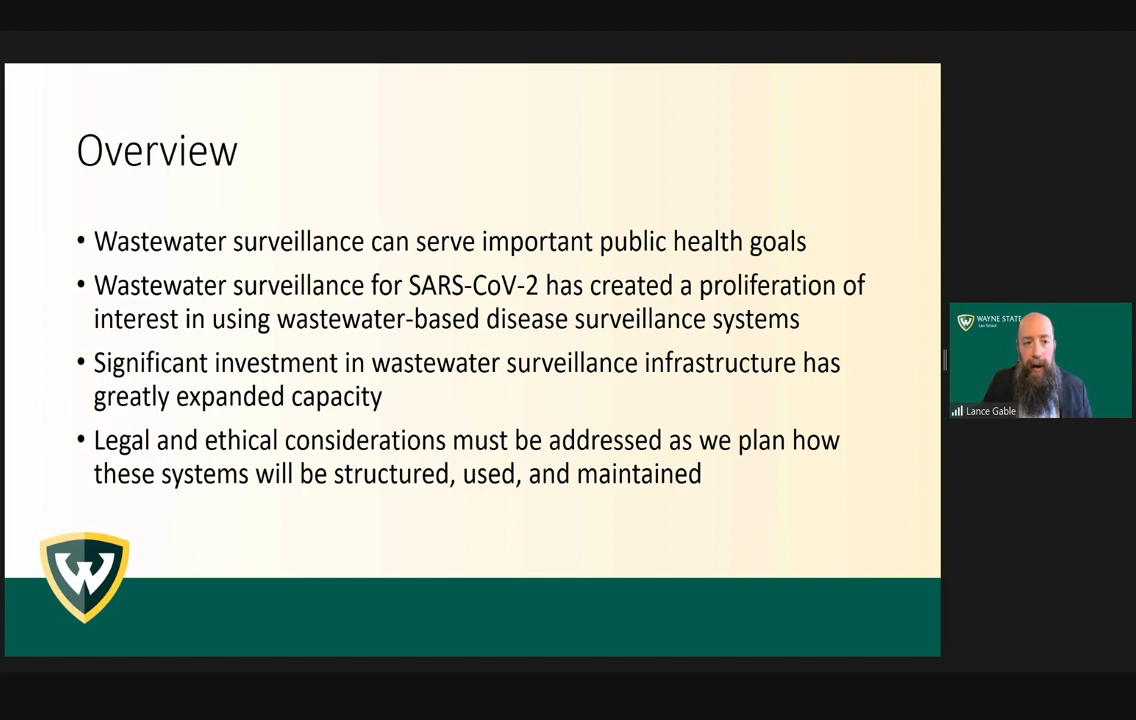 Overview
• Wastewater surveillance can serve important public health goals
• Wastewater surveillance for SARS-CoV-2 has created a proliferation of
interest in using wastewater-based disease surveillance systems
• Significant investment in wastewater surveillance infrastructure has
greatly expanded capacity
• Legal and ethical considerations must be addressed as we plan how
these systems will be structured, used, and maintained
W
WAYNE STATE
Law School
Lance Gable